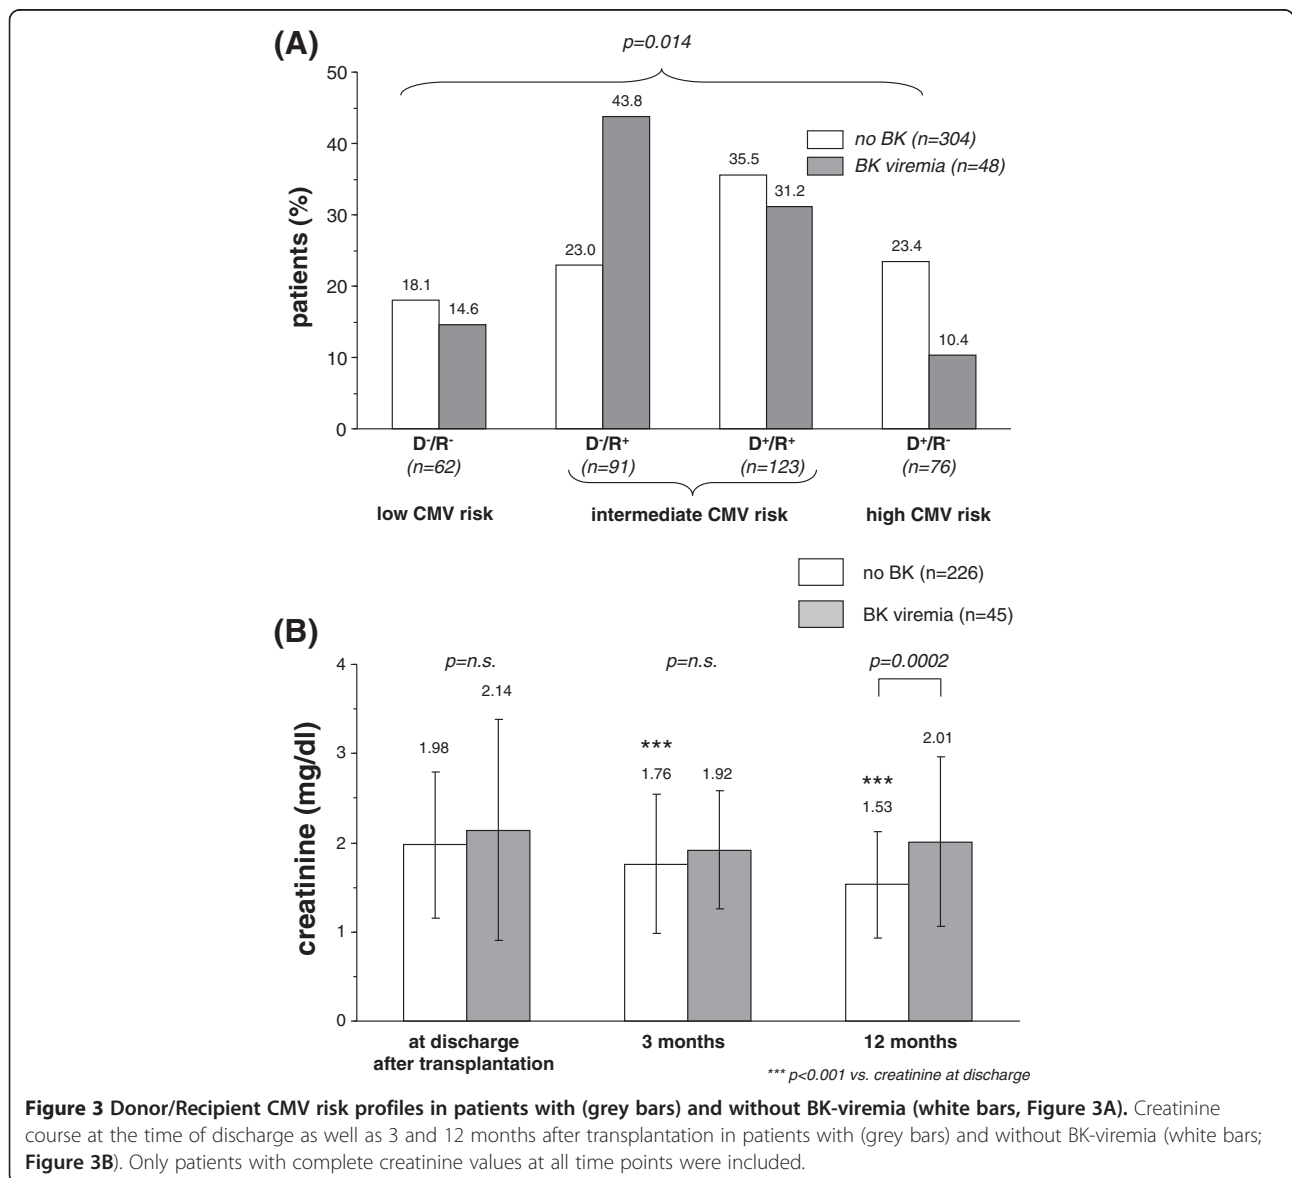 (A)
p=0.014
50
40
30
20
10
0
patients (%)
18.1
14.6
23.0
43.8
35.5
31.2
23.4
10.4
no BK (n=304)
BK viremia (n=48)
D-/R-
(n=62)
D-/R+
(n=91)
D+/R+
(n=123)
D+/R-
(n=76)
low CMV risk
intermediate CMV risk
high CMV risk
no BK (n=226)
BK viremia (n=45)
(B)
4
3
2
1
0
creatinine (mg/dl)
p=n.s.
1.98
2.14
p=n.s.
***
1.76
1.92
p=0.0002
***
1.53
2.01
at discharge
after transplantation
3 months
12 months
*** p<0.001 vs. creatinine at discharge
Figure 3 Donor/Recipient CMV risk profiles in patients with (grey bars) and without BK-viremia (white bars, Figure 3A). Creatinine
course at the time of discharge as well as 3 and 12 months after transplantation in patients with (grey bars) and without BK-viremia (white bars;
Figure 3B). Only patients with complete creatinine values at all time points were included.